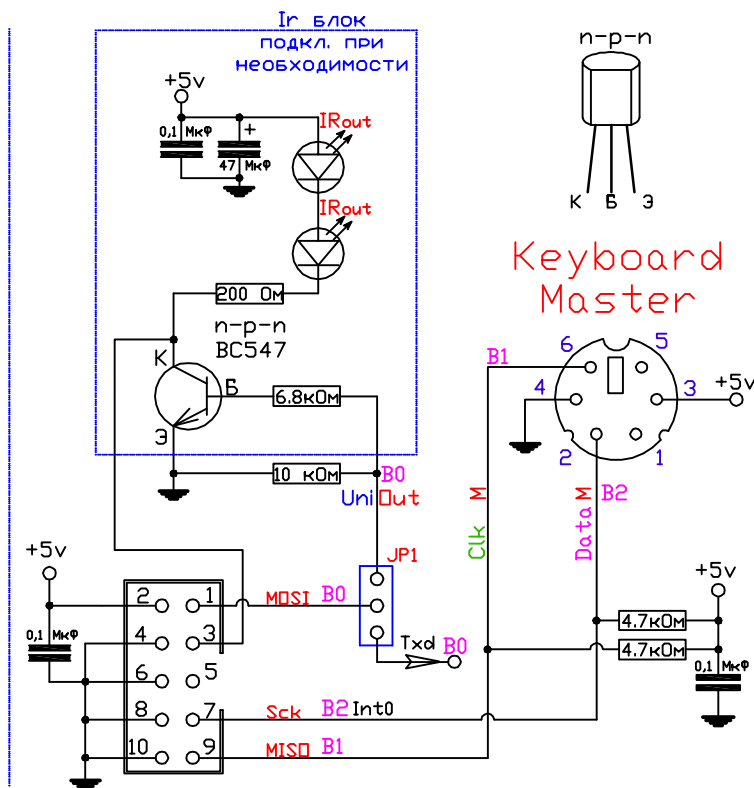 Ir блок
подкл. при
необходимости
n-p-n
+5v
0,1 МкФ
+
47 МкФ
IRout
К Б Э
IRout
Keyboard
Master
200 Ом
n-p-n
BC547
К
Б
6.8кОм
Э
B1
6
5
4
3
+5v
2
1
10 кОм
B0
UniOut
M
M
B2
Clk
Data
+5v
JP1
+5v
2
1
MOSI
B0
0,1 МкФ
4
3
4.7кОм
Txd
B0
4.7кОм
0,1 МкФ
6
5
8
7
Sck
B2
Int0
10
9
MISO
B1